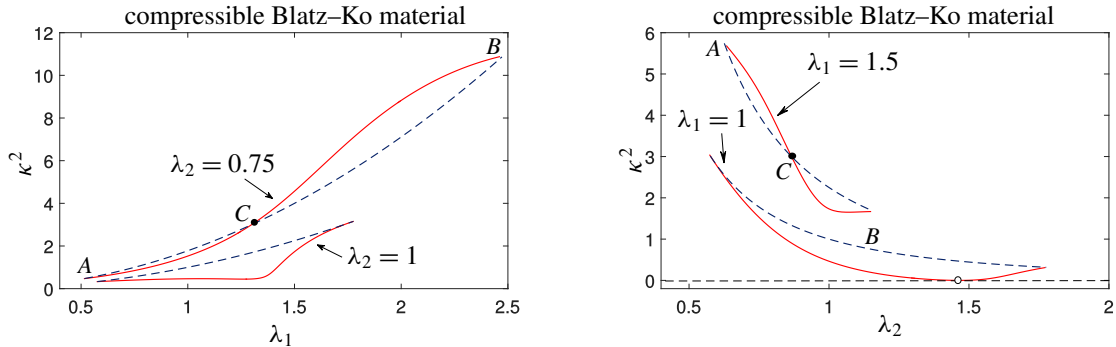 compressible Blatz–Ko material
12
10
8
6
4
2
0
κ²
B
λ₂ = 0.75
C
A
λ₂ = 1
0.5
1
1.5
2
2.5
λ₁
compressible Blatz–Ko material
6
5
4
3
2
1
0
κ²
A
λ₁ = 1.5
λ₁ = 1
C
B
0.5
1
1.5
2
λ₂